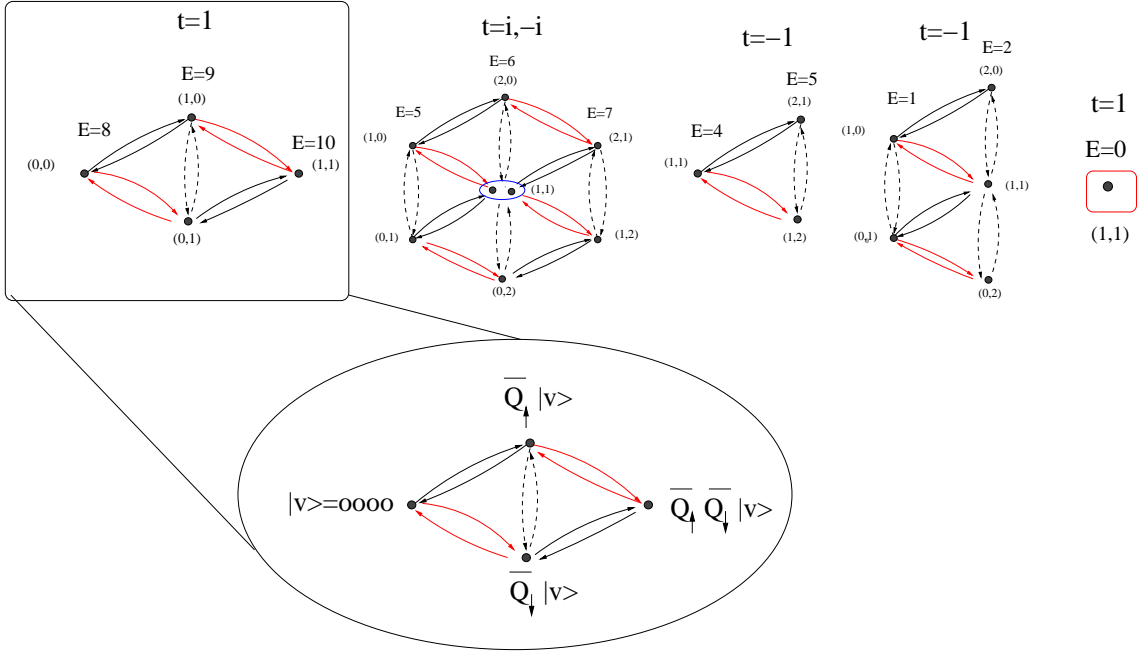 t=1
E=9
(1,0)
E=8
(0,0)
E=10
(1,1)
(0,1)
t=i,-i
E=6
(2,0)
E=5
(1,0)
E=7
(2,1)
(1,1)
(0,1)
(1,2)
(0,2)
t=-1
E=5
(2,1)
E=4
(1,1)
(1,2)
t=-1
E=2
(2,0)
E=1
(1,0)
(1,1)
(0,1)
(0,2)
t=1
E=0
(1,1)
Q̅↑ |v>
|v>=oooo
Q̅↑ Q̅↓ |v>
Q̅↓ |v>